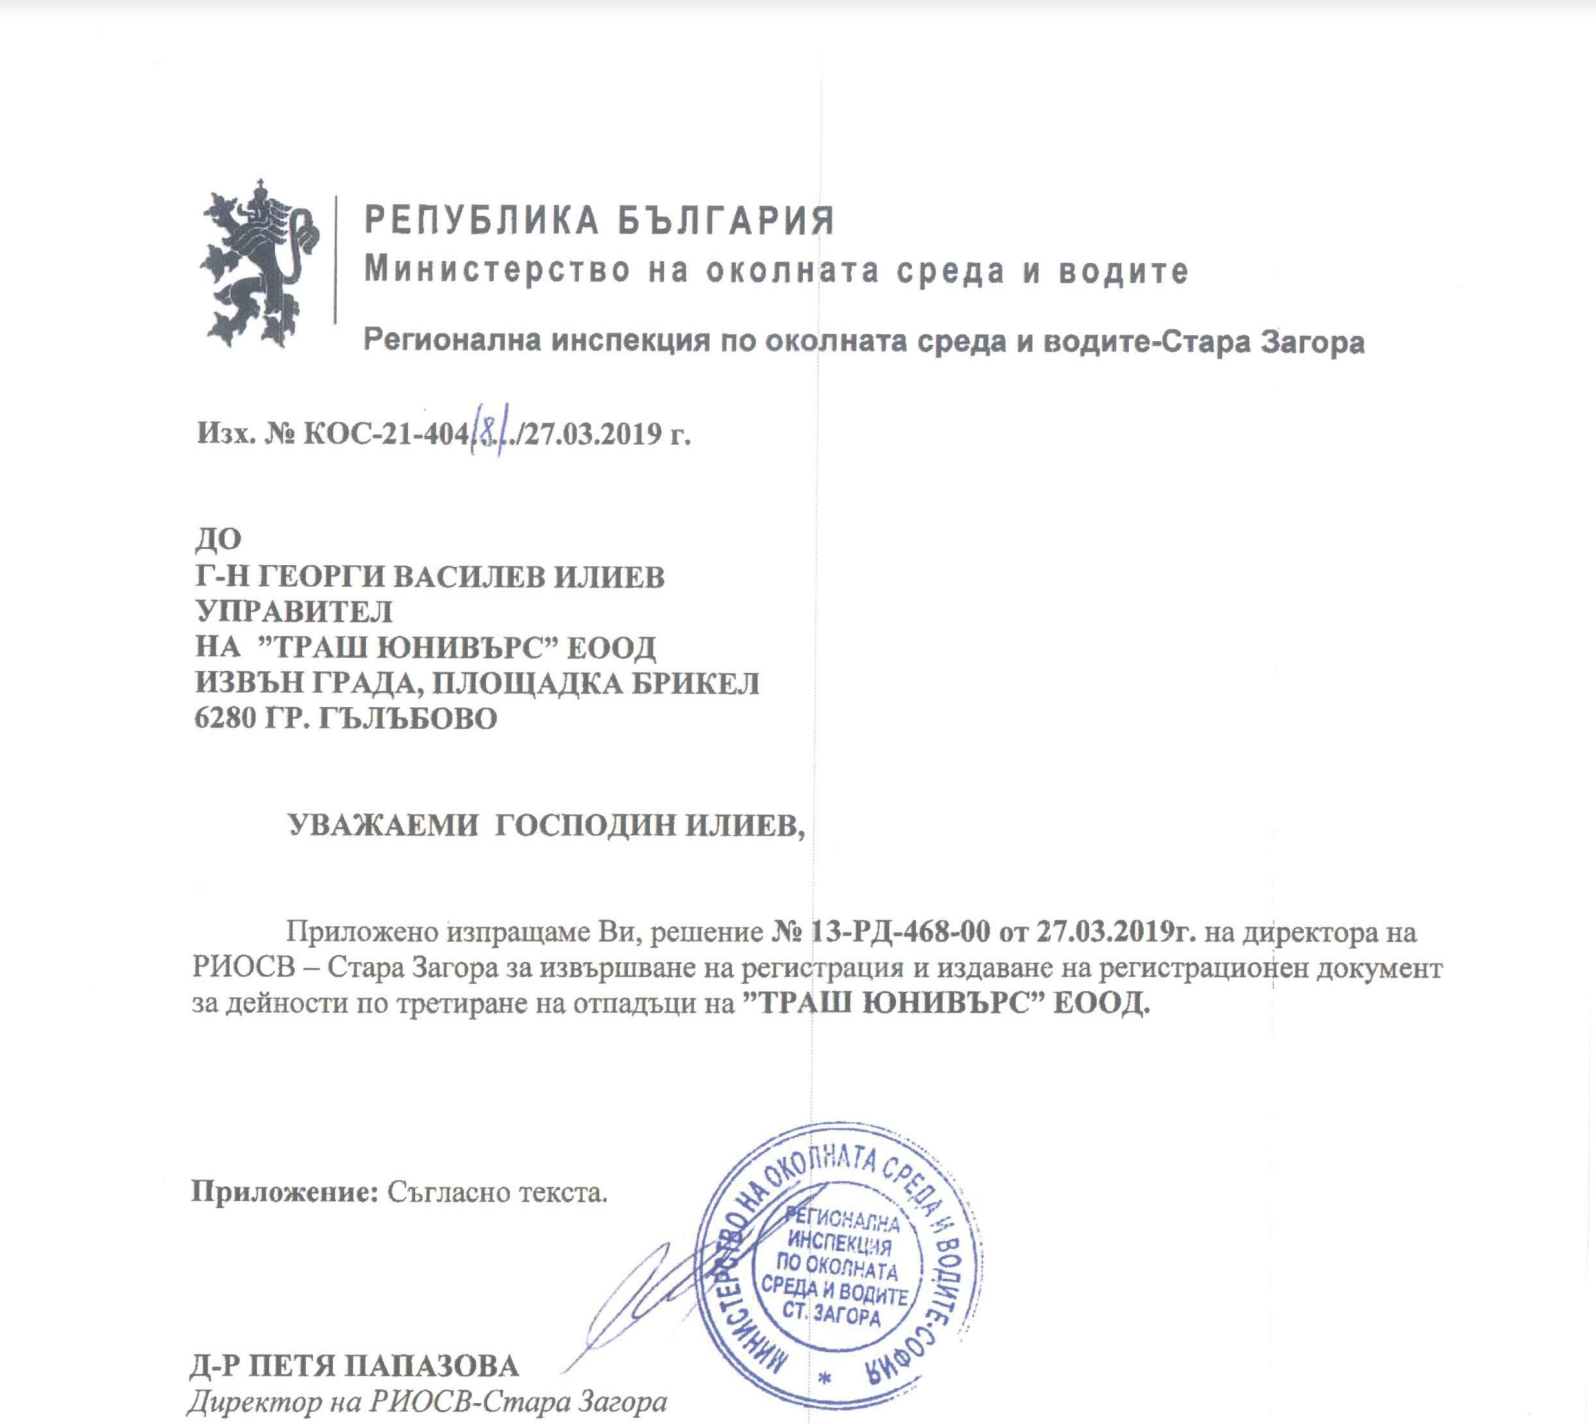 РЕПУБЛИКА БЪЛГАРИЯ
Министерство на околната среда и водите
Регионална инспекция по околната среда и водите-Стара Загора
Изх. № КОС-21-404/8/./27.03.2019 г.
ДО
Г-Н ГЕОРГИ ВАСИЛЕВ ИЛИЕВ
УПРАВИТЕЛ
НА ”ТРАШ ЮНИВЪРС” ЕООД
ИЗВЪН ГРАДА, ПЛОЩАДКА БРИКЕЛ
6280 ГР. ГЪЛЪБОВО
УВАЖАЕМИ ГОСПОДИН ИЛИЕВ,
Приложено изпращаме Ви, решение № 13-РД-468-00 от 27.03.2019г. на директора на
РИОСВ – Стара Загора за извършване на регистрация и издаване на регистрационен документ
за дейности по третиране на отпадъци на ”ТРАШ ЮНИВЪРС” ЕООД.
Приложение: Съгласно текста.
МИНИСТЕРСТВО НА ОКОЛНАТА СРЕДА И ВОДИТЕ-СОФИЯ *
РЕГИОНАЛНА
ИНСПЕКЦИЯ
ПО ОКОЛНАТА
СРЕДА И ВОДИТЕ
СТ. ЗАГОРА
Д-Р ПЕТЯ ПАПАЗОВА
Директор на РИОСВ-Стара Загора